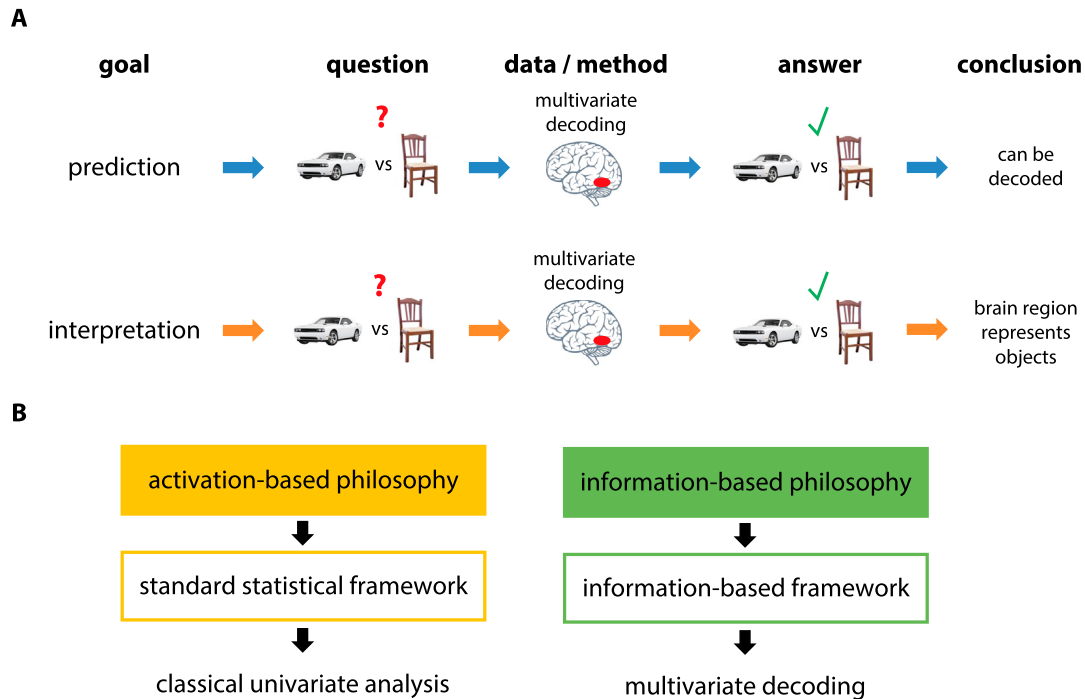 A
goal question data / method answer conclusion
? multivariate
decoding ✓
prediction vs vs can be
decoded
? multivariate
decoding ✓
interpretation vs vs brain region
represents
objects
B
activation-based philosophy information-based philosophy
standard statistical framework information-based framework
classical univariate analysis multivariate decoding